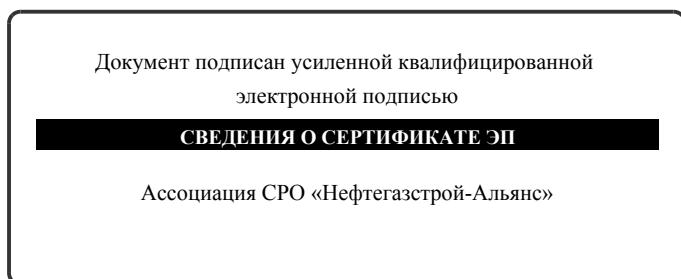 Документ подписан усиленной квалифицированной
электронной подписью
СВЕДЕНИЯ О СЕРТИФИКАТЕ ЭП
Ассоциация СРО «Нефтегазстрой-Альянс»